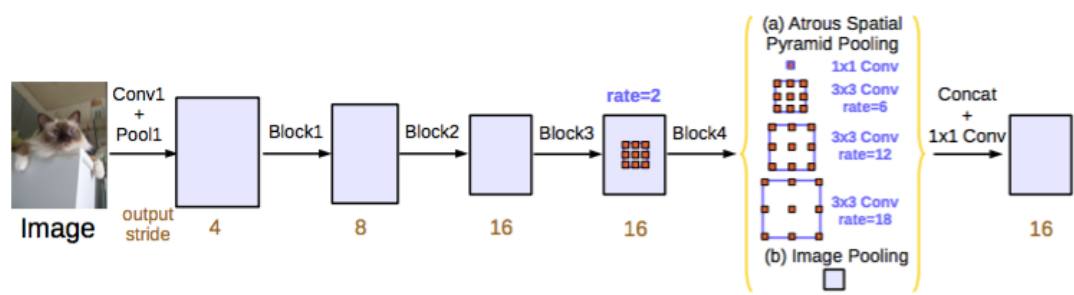 Image
Conv1
+
Pool1
output
stride
4
Block1
8
Block2
16
Block3
rate=2
16
Block4
(a) Atrous Spatial
Pyramid Pooling
1x1 Conv
3x3 Conv
rate=6
3x3 Conv
rate=12
3x3 Conv
rate=18
(b) Image Pooling
Concat
+
1x1 Conv
16